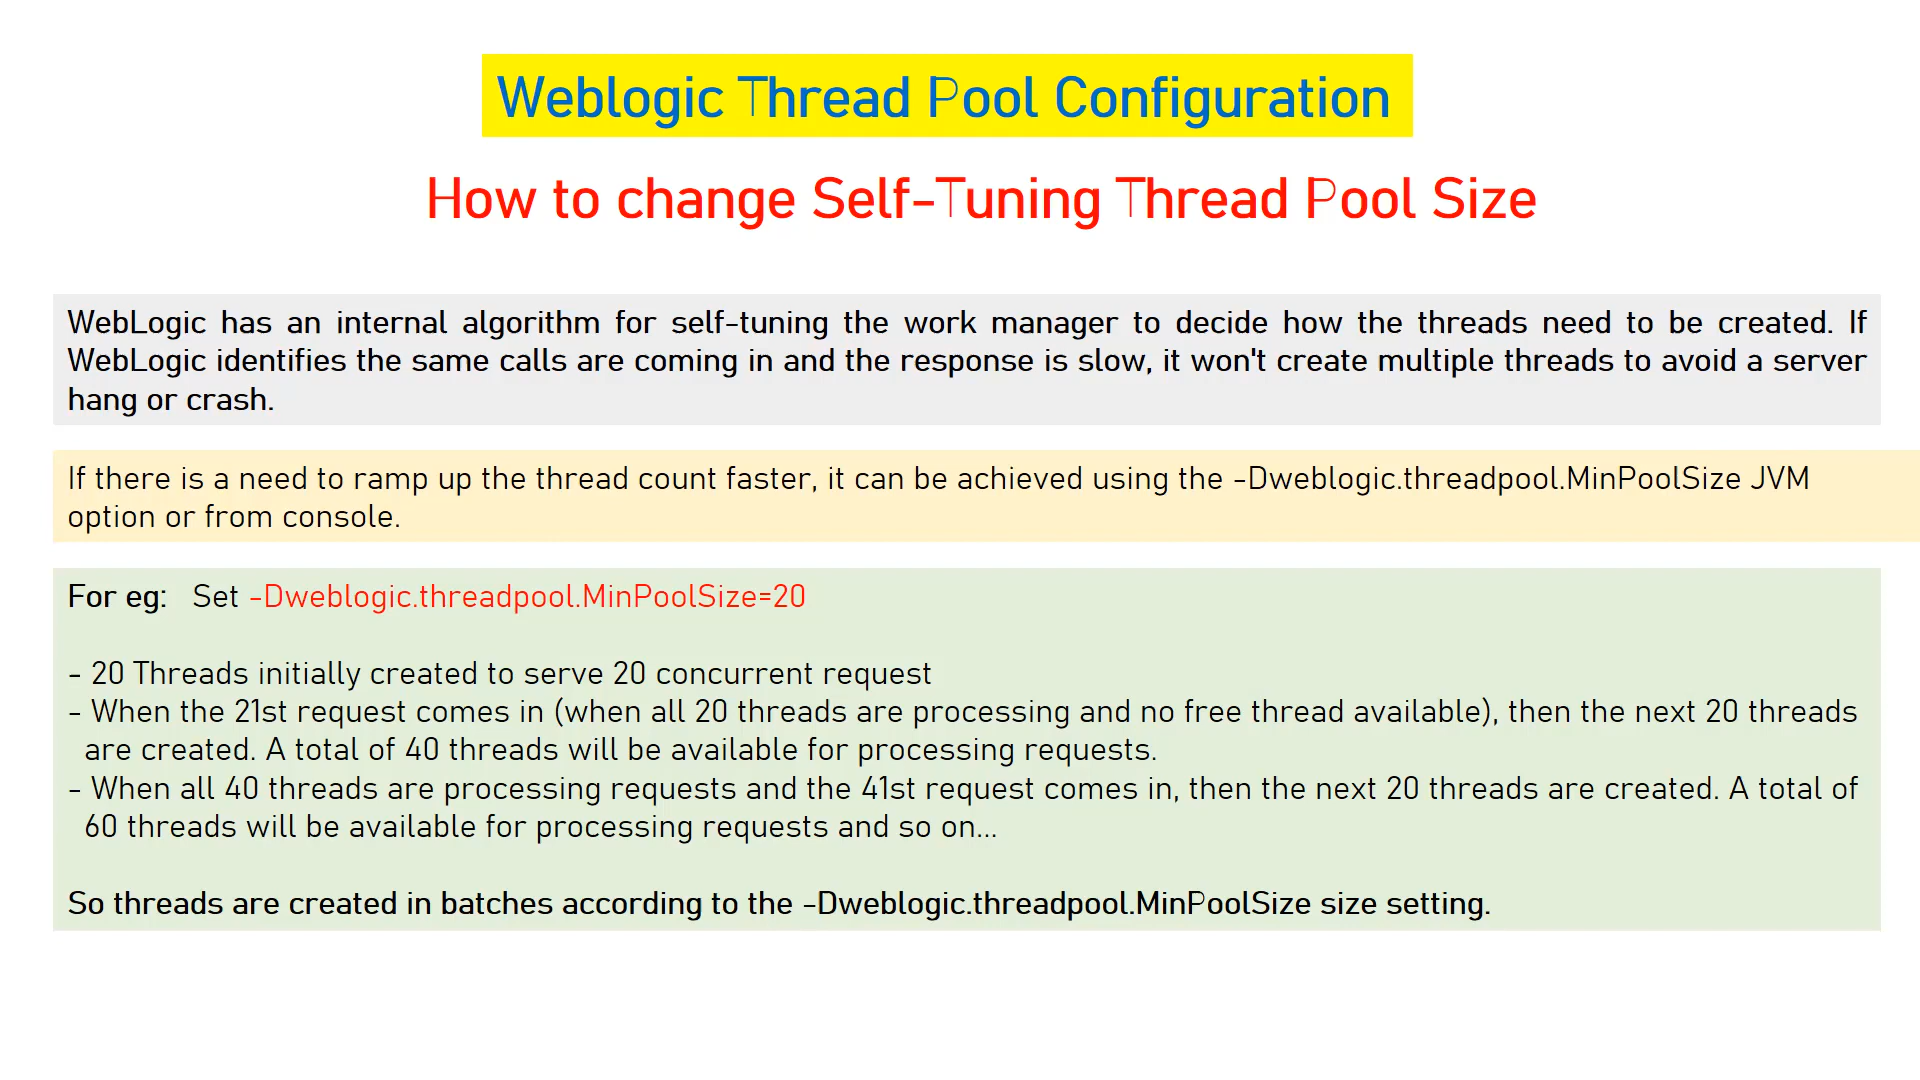 Weblogic Thread Pool Configuration
How to change Self-Tuning Thread Pool Size
WebLogic has an internal algorithm for self-tuning the work manager to decide how the threads need to be created. If
WebLogic identifies the same calls are coming in and the response is slow, it won't create multiple threads to avoid a server
hang or crash.
If there is a need to ramp up the thread count faster, it can be achieved using the -Dweblogic.threadpool.MinPoolSize JVM
option or from console.
For eg: Set -Dweblogic.threadpool.MinPoolSize=20
- 20 Threads initially created to serve 20 concurrent request
- When the 21st request comes in (when all 20 threads are processing and no free thread available), then the next 20 threads
are created. A total of 40 threads will be available for processing requests.
- When all 40 threads are processing requests and the 41st request comes in, then the next 20 threads are created. A total of
60 threads will be available for processing requests and so on...
So threads are created in batches according to the -Dweblogic.threadpool.MinPoolSize size setting.